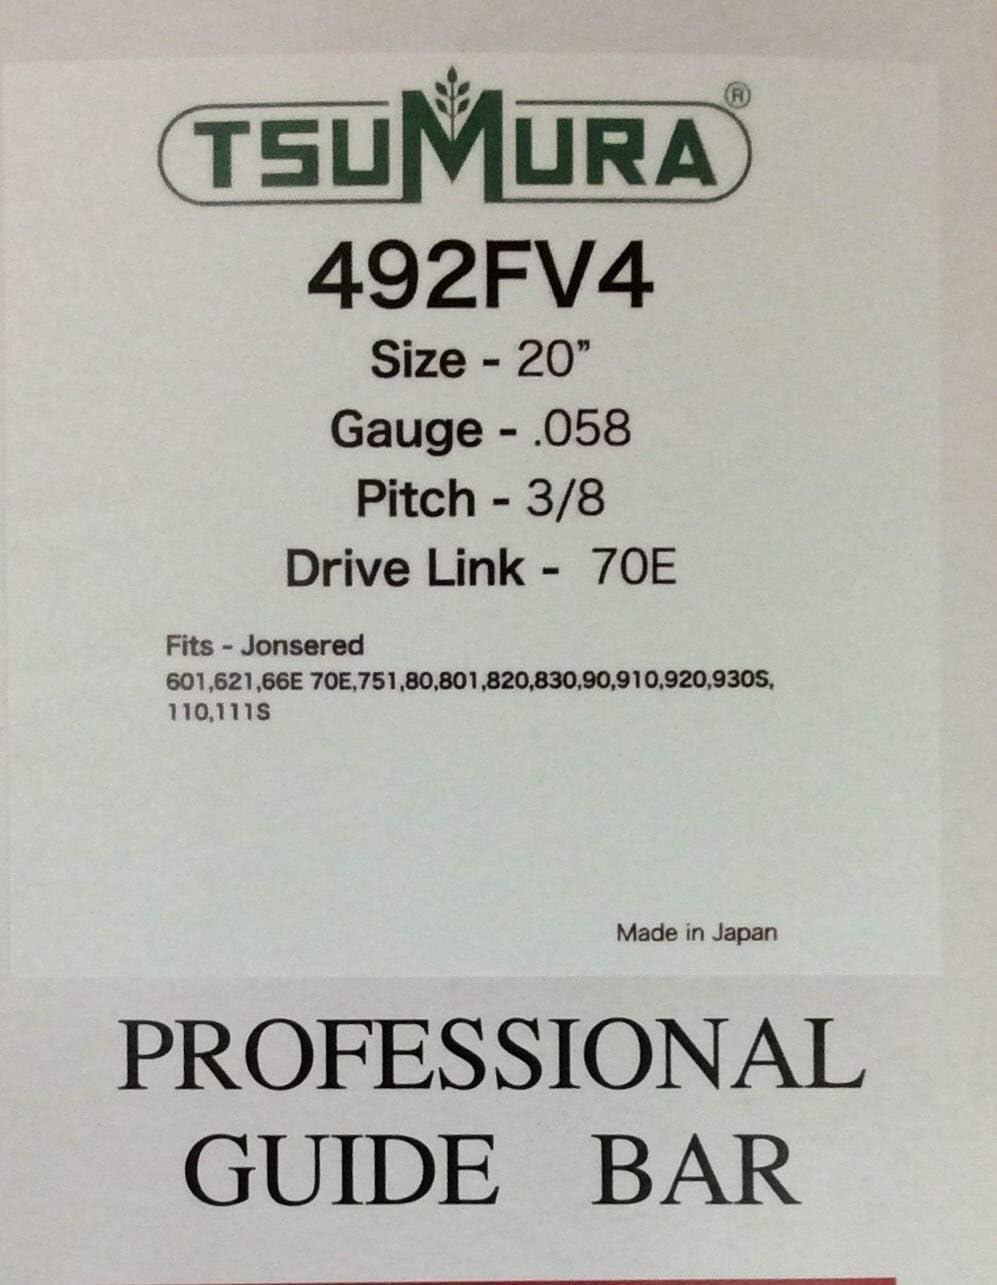 TSUMURA®
492FV4
Size - 20”
Gauge - .058
Pitch - 3/8
Drive Link - 70E
Fits - Jonsered
601,621,66E 70E,751,80,801,820,830,90,910,920,930S,
110,111S
Made in Japan
PROFESSIONAL
GUIDE BAR